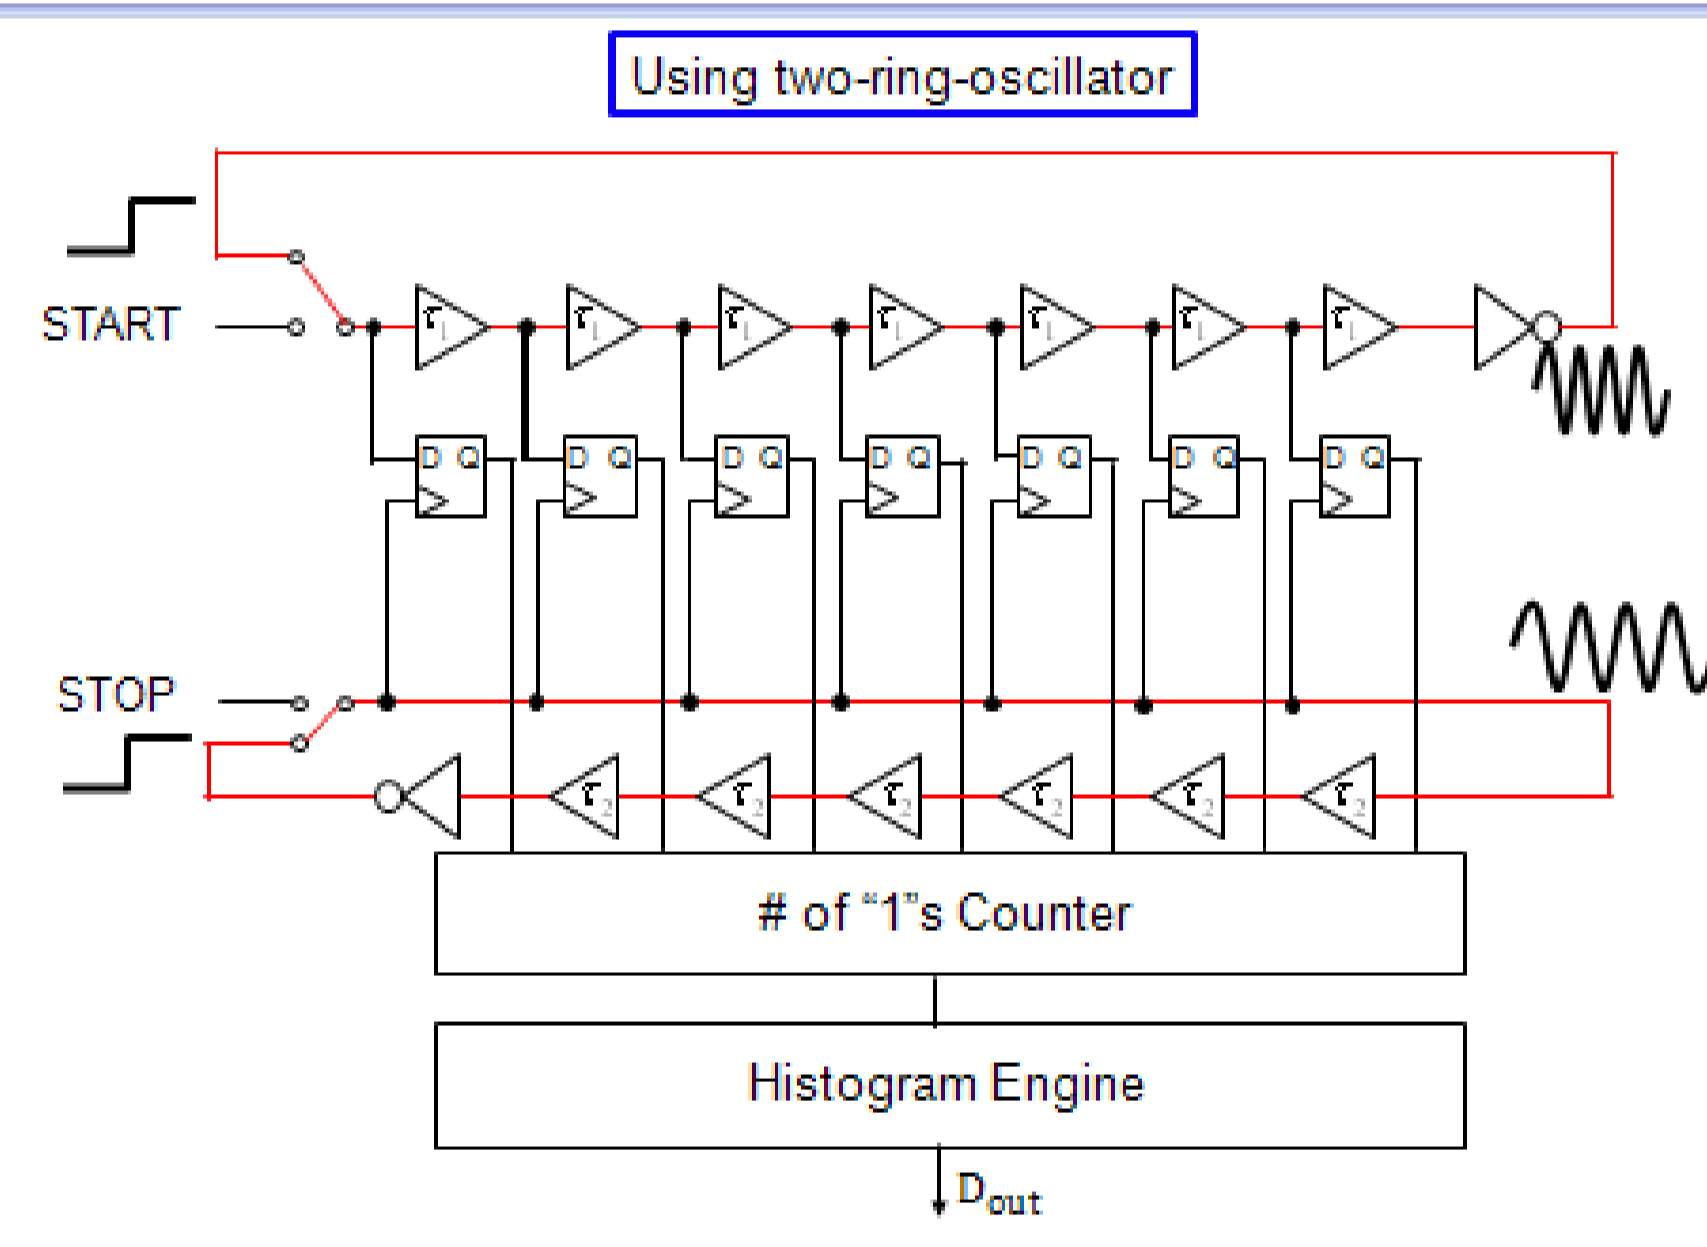 Using two-ring-oscillator
START
τ1 τ1 τ1 τ1 τ1 τ1 τ1
D Q D Q D Q D Q D Q D Q D Q
STOP
τ2 τ2 τ2 τ2 τ2 τ2
# of “1”s Counter
Histogram Engine
Dout